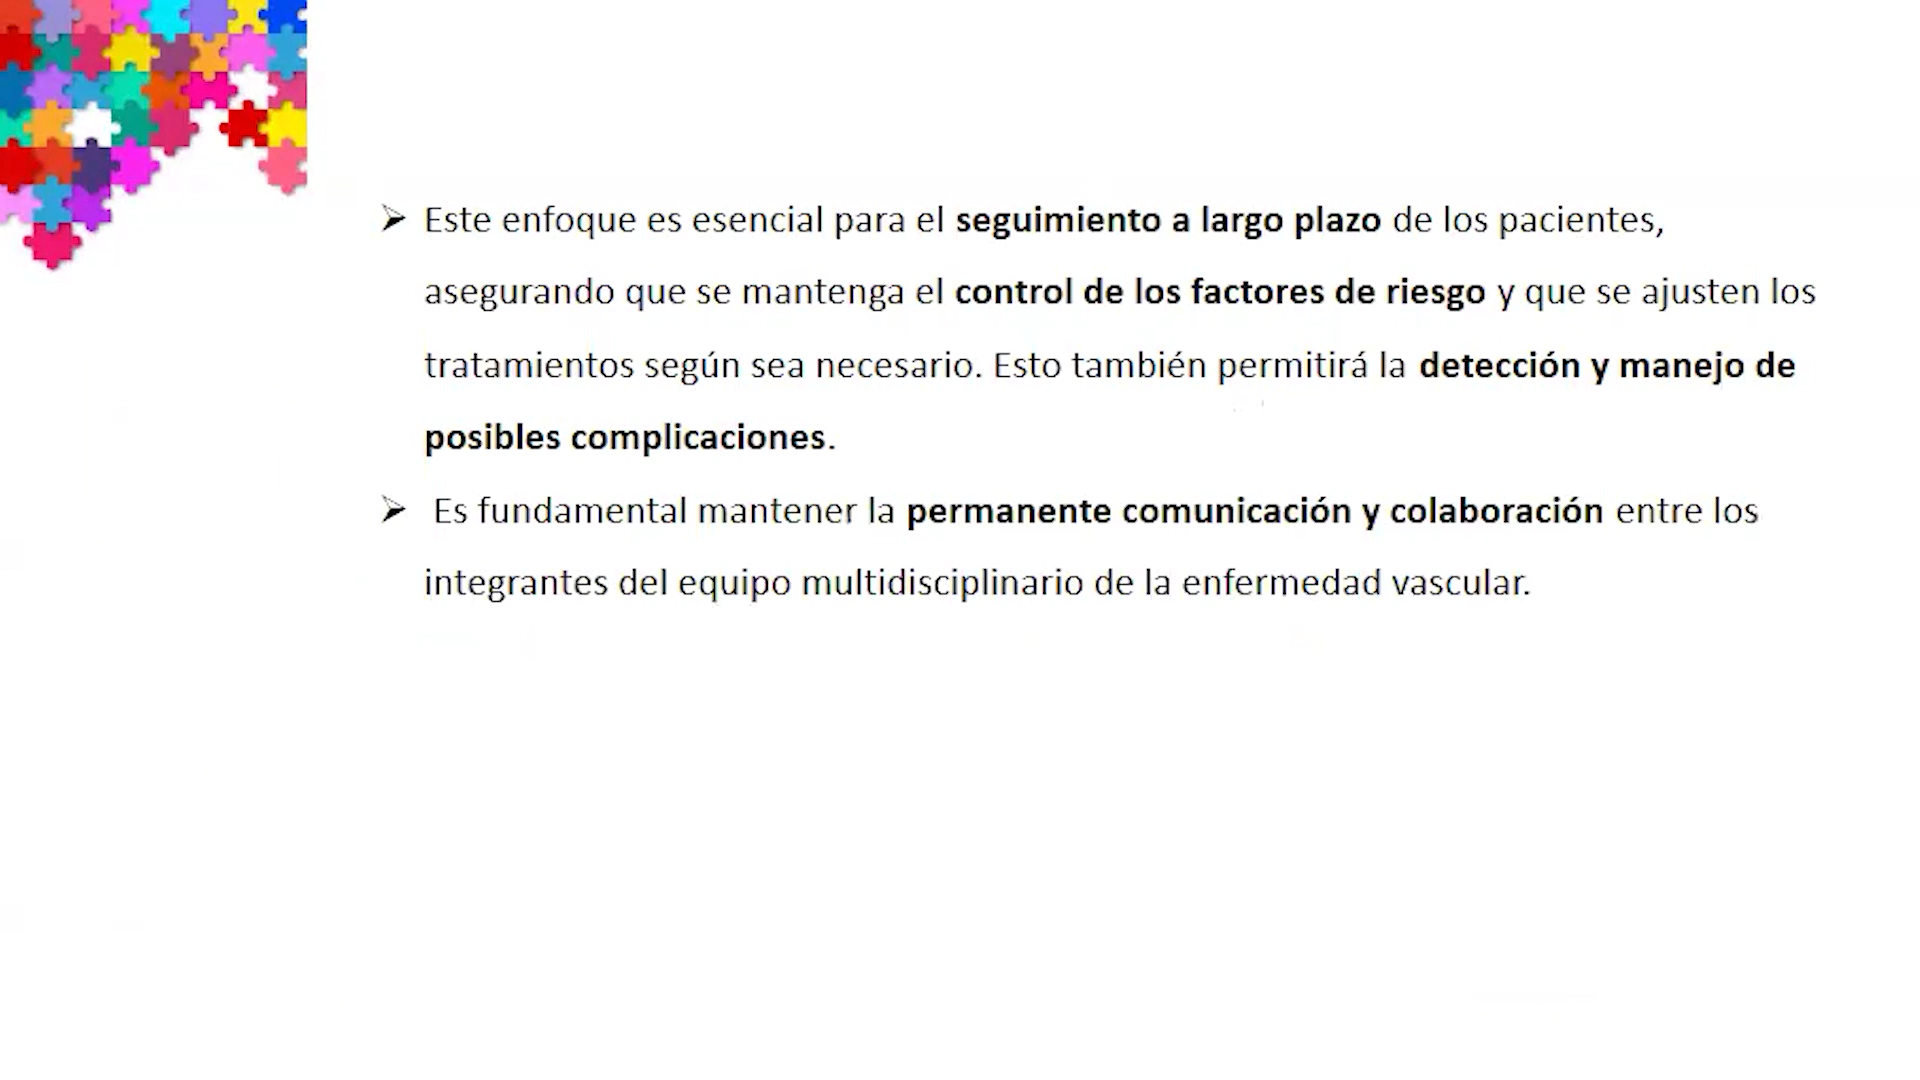 ➢ Este enfoque es esencial para el seguimiento a largo plazo de los pacientes,
asegurando que se mantenga el control de los factores de riesgo y que se ajusten los
tratamientos según sea necesario. Esto también permitirá la detección y manejo de
posibles complicaciones.
➢ Es fundamental mantener la permanente comunicación y colaboración entre los
integrantes del equipo multidisciplinario de la enfermedad vascular.